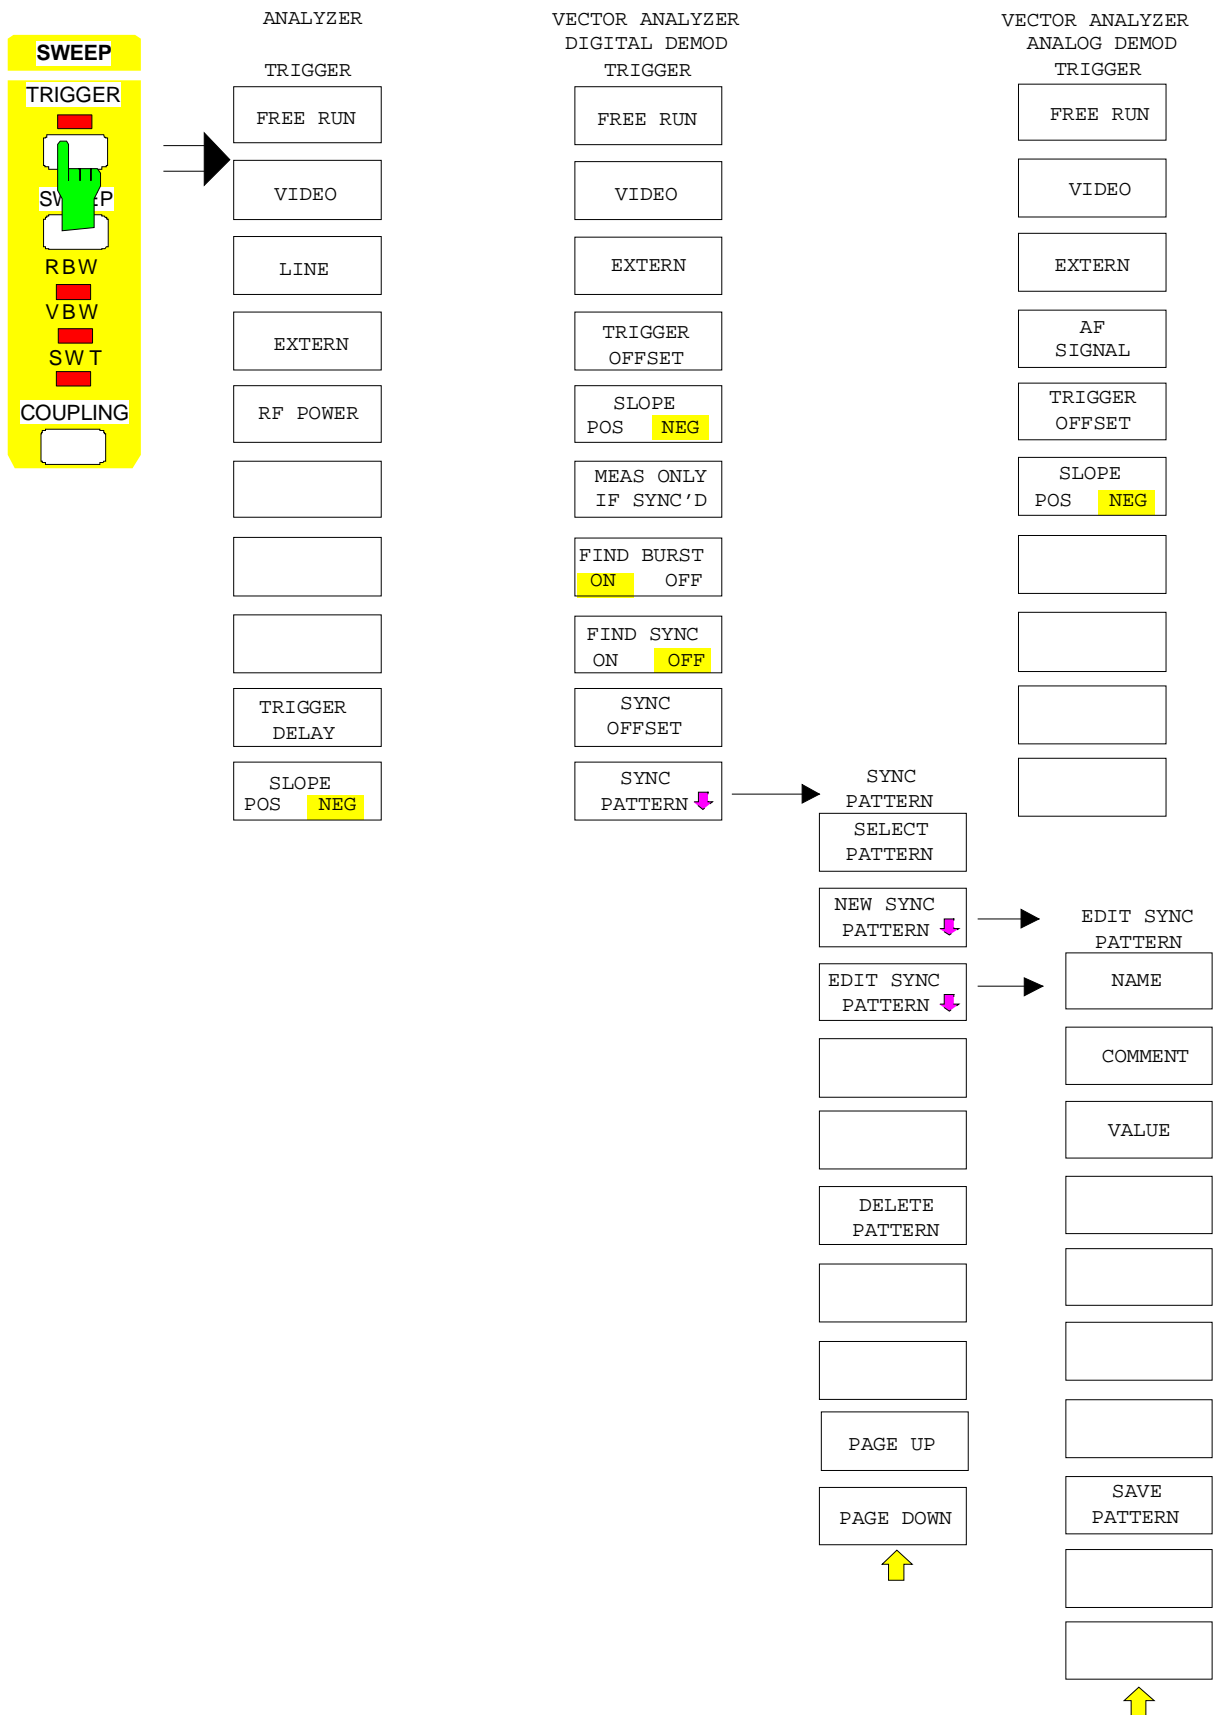 SWEEP
TRIGGER
RBW
VBW
SWT
COUPLING
ANALYZER
TRIGGER
FREE RUN
VIDEO
LINE
EXTERN
RF POWER
TRIGGER
DELAY
SLOPE
POS NEG
VECTOR ANALYZER
DIGITAL DEMOD
TRIGGER
FREE RUN
VIDEO
EXTERN
TRIGGER
OFFSET
SLOPE
POS NEG
MEAS ONLY
IF SYNC'D
FIND BURST
ON OFF
FIND SYNC
ON OFF
SYNC
OFFSET
SYNC
PATTERN
SYNC
PATTERN
SELECT
PATTERN
NEW SYNC
PATTERN
EDIT SYNC
PATTERN
DELETE
PATTERN
PAGE UP
PAGE DOWN
VECTOR ANALYZER
ANALOG DEMOD
TRIGGER
FREE RUN
VIDEO
EXTERN
AF
SIGNAL
TRIGGER
OFFSET
SLOPE
POS NEG
EDIT SYNC
PATTERN
NAME
COMMENT
VALUE
SAVE
PATTERN